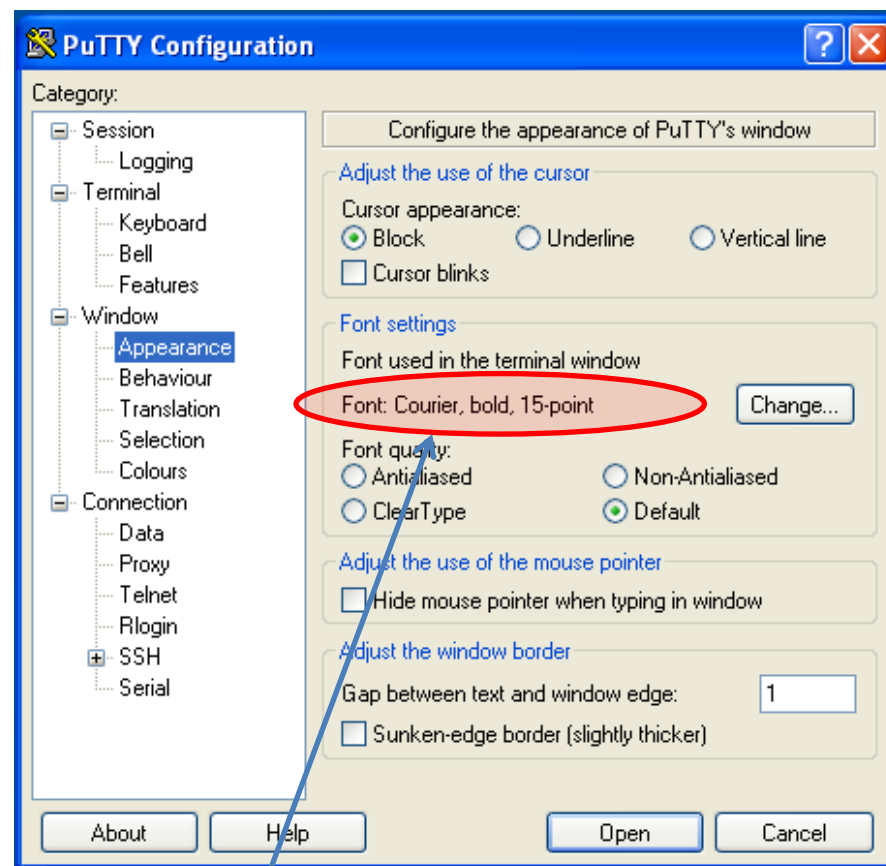 PuTTY Configuration
Category:
Session
Logging
Terminal
Keyboard
Bell
Features
Window
Appearance
Behaviour
Translation
Selection
Colours
Connection
Data
Proxy
Telnet
Rlogin
SSH
Serial
Configure the appearance of PuTTY's window
Adjust the use of the cursor
Cursor appearance:
Block Underline Vertical line
Cursor blinks
Font settings
Font used in the terminal window
Font: Courier, bold, 15-point Change...
Font quality:
Antialiased Non-Antialiased
ClearType Default
Adjust the use of the mouse pointer
Hide mouse pointer when typing in window
Adjust the window border
Gap between text and window edge: 1
Sunken-edge border (slightly thicker)
About Help Open Cancel